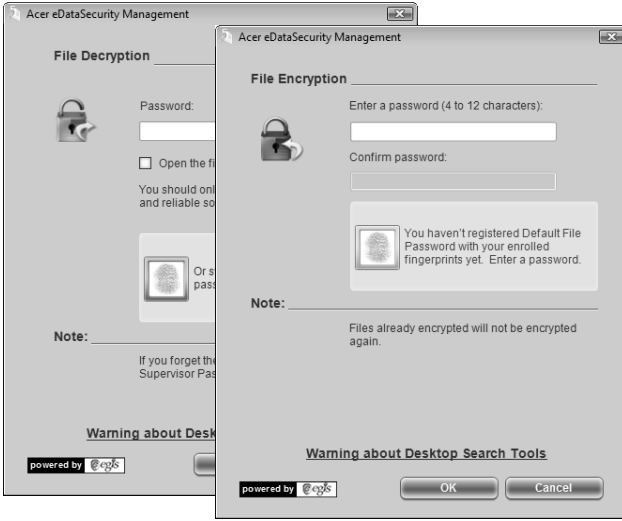 Acer eDataSecurity Management
File Decryption
Password:
Open the fi
You should onl
and reliable so
Or s
pass
Note:
If you forget the
Supervisor Pas
Warning about Desk
powered by egis
Acer eDataSecurity Management
File Encryption
Enter a password (4 to 12 characters):
Confirm password:
You haven't registered Default File
Password with your enrolled
fingerprints yet. Enter a password.
Note:
Files already encrypted will not be encrypted
again.
Warning about Desktop Search Tools
powered by egis
OK
Cancel